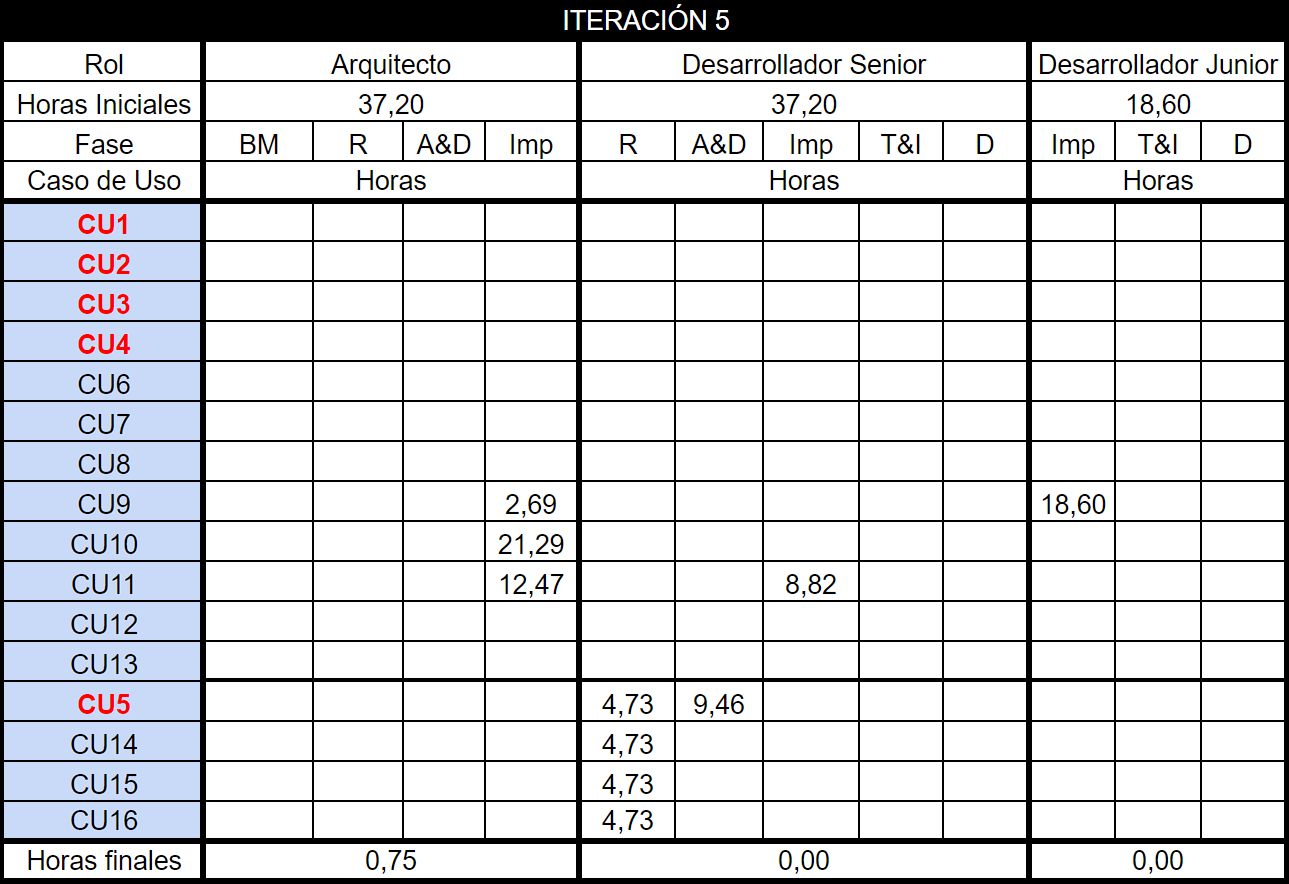 ITERACIÓN 5
Rol Arquitecto Desarrollador Senior Desarrollador Junior
Horas Iniciales 37,20 37,20 18,60
Fase BM R A&D Imp R A&D Imp T&I D Imp T&I D
Caso de Uso Horas Horas Horas
CU1
CU2
CU3
CU4
CU6
CU7
CU8
CU9 2,69 18,60
CU10 21,29
CU11 12,47 8,82
CU12
CU13
CU5 4,73 9,46
CU14 4,73
CU15 4,73
CU16 4,73
Horas finales 0,75 0,00 0,00